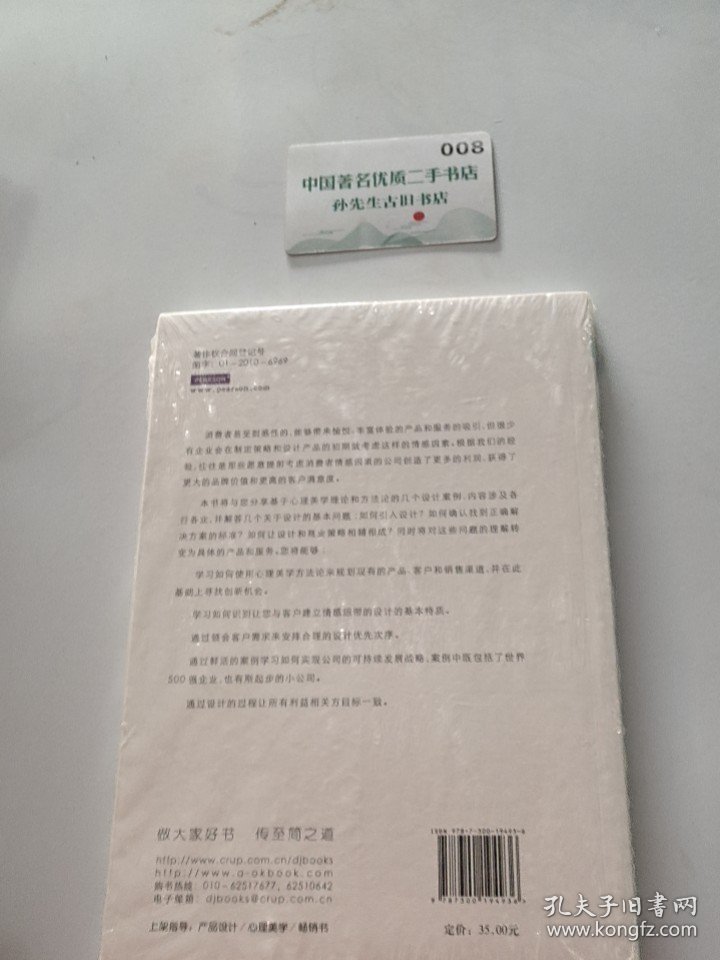 008
中国著名优质二手书店
孙先生古旧书店
著作权合同登记号
图字：01-2010-6969
PEARSON
www.pearson.com
消费者甚至到感性的，能够带来愉悦、丰富体验的产品和服务的吸引，但很少
有企业会在制定策略和设计产品的初期就考虑这样的情感因素。根据我们的经
验，往往是那些愿意提前考虑消费者情感因素的公司创造了更多的利润，获得了
更大的品牌价值和更高的客户满意度。
本书将与您分享基于心理美学理论和方法论的几个设计案例，内容涉及各
行各业，并解答几个关于设计的基本问题：如何引入设计？如何确认找到正确解
决方案的标准？如何让设计和商业策略相辅相成？同时将对这些问题的理解转
变为具体的产品和服务。您将能够：
学习如何使用心理美学方法论来规划现有的产品、客户和销售渠道，并在此
基础上寻找创新机会。
学习如何识别让您与客户建立情感纽带的设计的基本特质。
通过领会客户需求来安排合理的设计优先次序。
通过鲜活的案例学习如何实现公司的可持续发展战略，案例中既包括了世界
500强企业，也有刚起步的小公司。
通过设计的过程让所有利益相关方目标一致。
做大家好书 传至简之道
http://www.crup.com.cn/djbooks
http://www.a-okbook.com
购书热线：010-62517677，62510642
电子邮箱：djbooks@crup.com.cn
上架指导：产品设计/心理美学/畅销书
ISBN 978-7-300-19493-6
9 787300 194936
定价：35.00元
孔夫子旧书网
www.kongfz.com